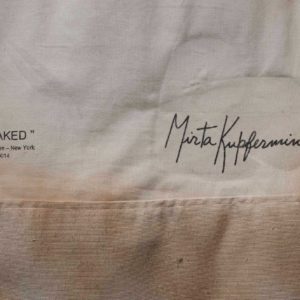 AKED "
– New York
Mirta Kupfermin